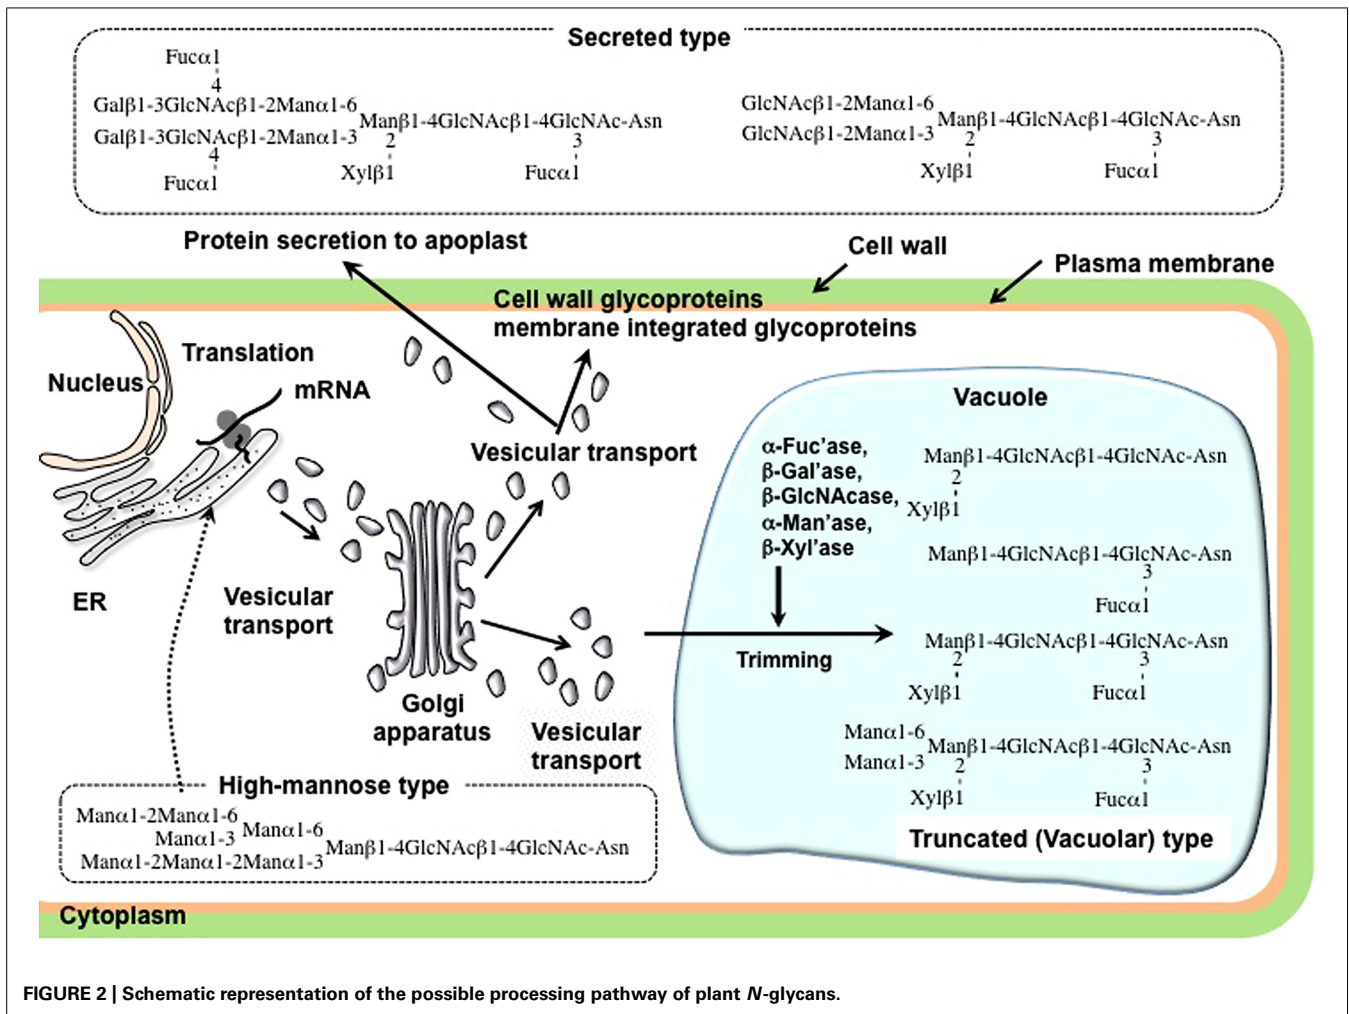 Secreted type
Fucα1
4
Galβ1-3GlcNAcβ1-2Manα1-6
Manβ1-4GlcNAcβ1-4GlcNAc-Asn
Galβ1-3GlcNAcβ1-2Manα1-3
4
2
3
Fucα1
Xylβ1
Fucα1
GlcNAcβ1-2Manα1-6
Manβ1-4GlcNAcβ1-4GlcNAc-Asn
GlcNAcβ1-2Manα1-3
2
3
Xylβ1
Fucα1
Protein secretion to apoplast
Cell wall
Plasma membrane
Cell wall glycoproteins
membrane integrated glycoproteins
Translation
Nucleus
mRNA
Vesicular transport
ER
Vesicular
transport
Golgi
apparatus
Vesicular
transport
Vacuole
α-Fuc’ase,
β-Gal’ase,
β-GlcNAcase,
α-Man’ase,
β-Xyl’ase
Trimming
Manβ1-4GlcNAcβ1-4GlcNAc-Asn
2
Xylβ1
Manβ1-4GlcNAcβ1-4GlcNAc-Asn
3
Fucα1
Manβ1-4GlcNAcβ1-4GlcNAc-Asn
2
3
Xylβ1
Fucα1
Manα1-6
Manβ1-4GlcNAcβ1-4GlcNAc-Asn
Manα1-3
2
3
Xylβ1
Fucα1
Truncated (Vacuolar) type
High-mannose type
Manα1-2Manα1-6
Manα1-6
Manα1-3
Manβ1-4GlcNAcβ1-4GlcNAc-Asn
Manα1-2Manα1-2Manα1-3
Cytoplasm
FIGURE 2 | Schematic representation of the possible processing pathway of plant N-glycans.